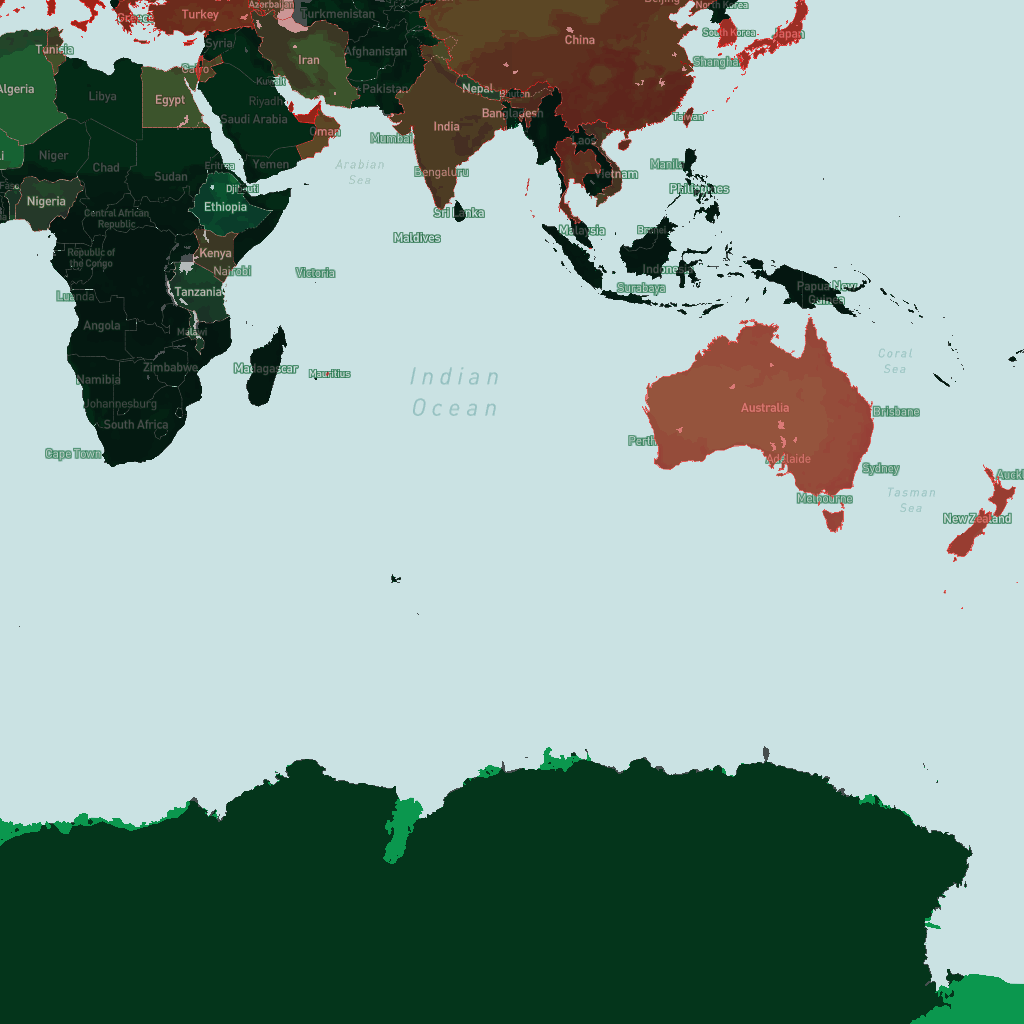 Beijing
North Korea
Azerbaijan
Turkmenistan
Greece
Turkey
South Korea
Japan
China
Tunisia
Syria
Afghanistan
Iran
Shanghai
Cairo
Kuwait
Algeria
Libya
Egypt
Pakistan
Nepal
Bhutan
Riyadh
Saudi Arabia
Bangladesh
Taiwan
Oman
India
Mumbai
Laos
Niger
Chad
Eritrea
Yemen
Arabian
Sea
Vietnam
Sudan
Bengaluru
Djibouti
Philippines
Nigeria
Ethiopia
Sri Lanka
Central African
Republic
Malaysia
Maldives
Kenya
Republic of
the Congo
Nairobi
Victoria
Indonesia
Surabaya
Papua New
Guinea
Luanda
Tanzania
Angola
Malawi
Coral
Sea
Zimbabwe
Madagascar
Mauritius
Namibia
Indian
Ocean
Johannesburg
South Africa
Australia
Brisbane
Cape Town
Perth
Adelaide
Sydney
Melbourne
Tasman
Sea
New Zealand